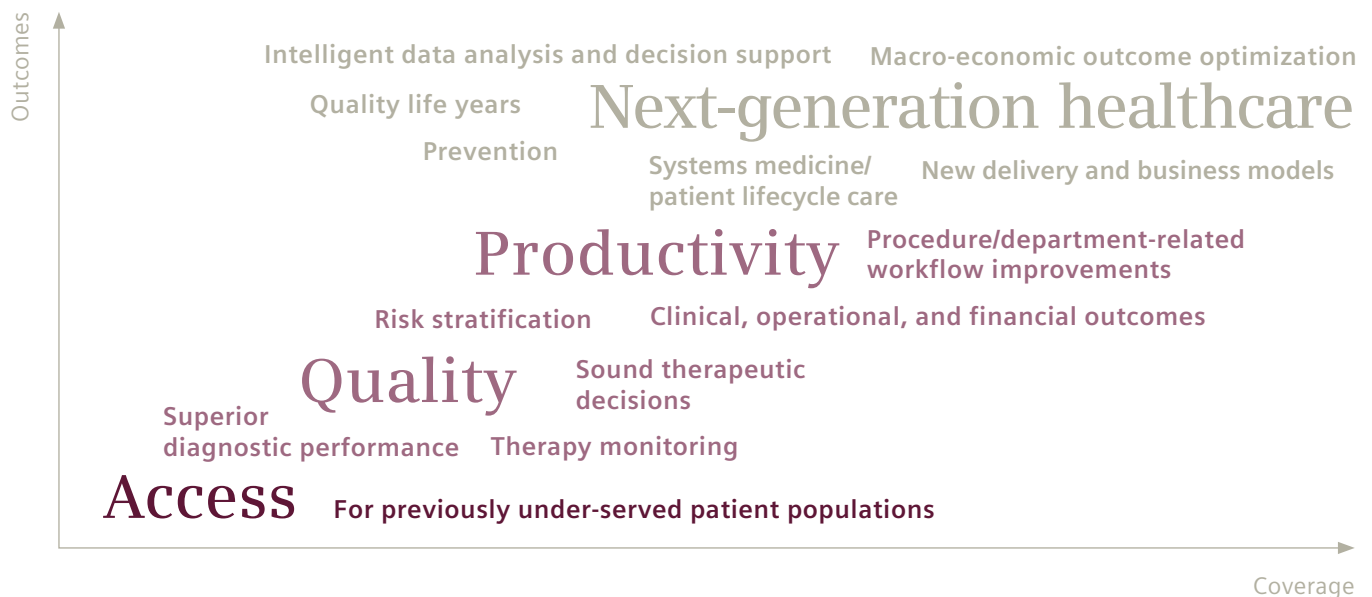 Outcomes
Intelligent data analysis and decision support
Macro-economic outcome optimization
Quality life years
Next-generation healthcare
Prevention
Systems medicine/
patient lifecycle care
New delivery and business models
Productivity
Procedure/department-related
workflow improvements
Risk stratification
Clinical, operational, and financial outcomes
Quality
Sound therapeutic
decisions
Superior
diagnostic performance
Therapy monitoring
Access
For previously under-served patient populations
Coverage